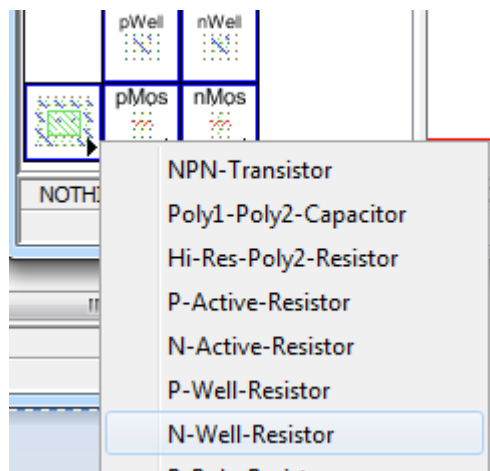 pWell nWell
pMos nMos
NOTHI
NPN-Transistor
Poly1-Poly2-Capacitor
Hi-Res-Poly2-Resistor
P-Active-Resistor
N-Active-Resistor
P-Well-Resistor
N-Well-Resistor